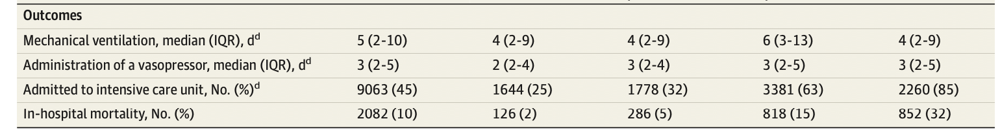 Outcomes
Mechanical ventilation, median (IQR), d^d 5 (2-10) 4 (2-9) 4 (2-9) 6 (3-13) 4 (2-9)
Administration of a vasopressor, median (IQR), d^d 3 (2-5) 2 (2-4) 3 (2-4) 3 (2-5) 3 (2-5)
Admitted to intensive care unit, No. (%)^d 9063 (45) 1644 (25) 1778 (32) 3381 (63) 2260 (85)
In-hospital mortality, No. (%) 2082 (10) 126 (2) 286 (5) 818 (15) 852 (32)